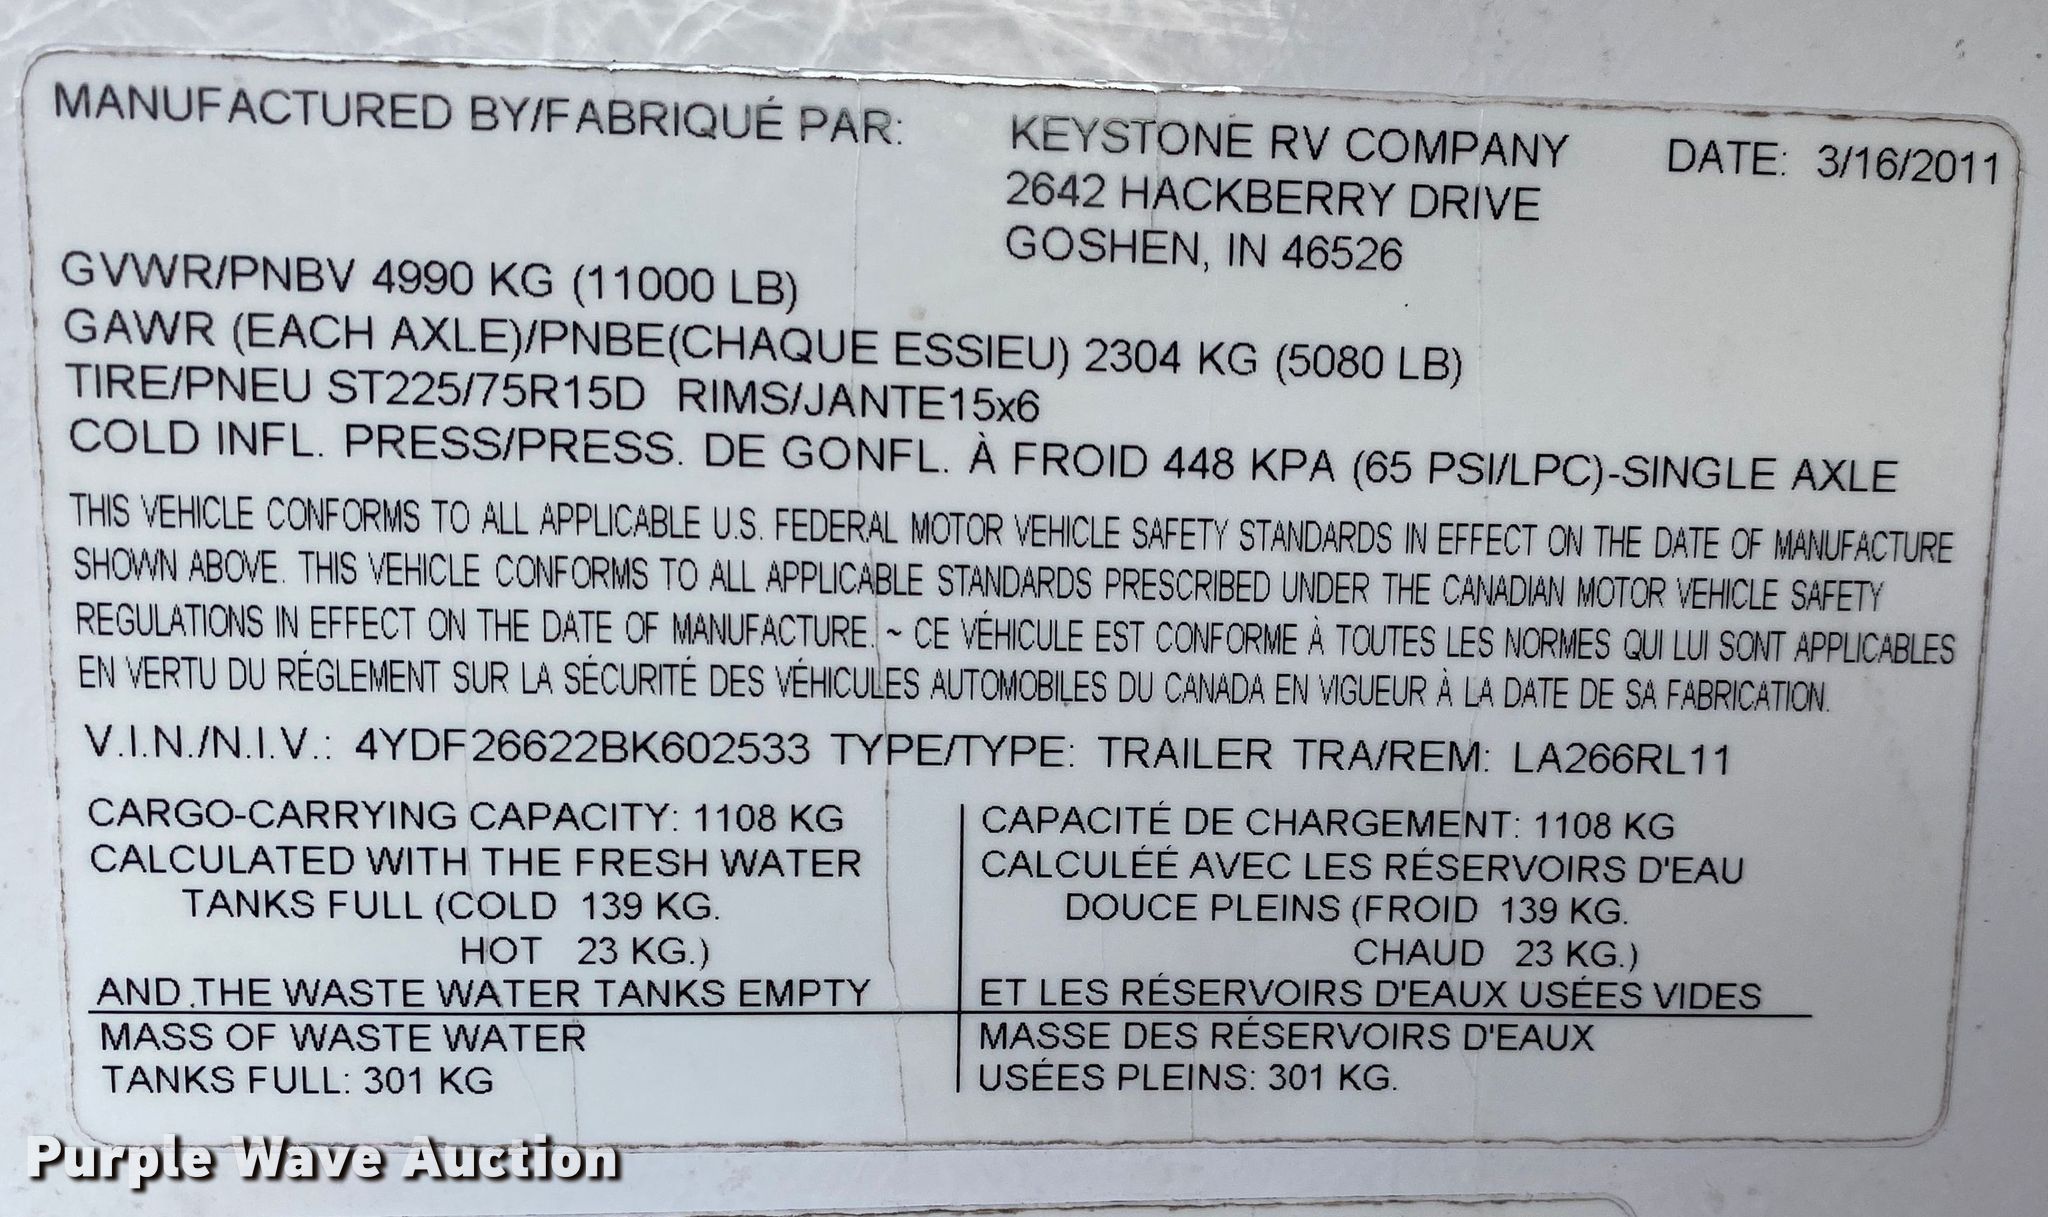 MANUFACTURED BY/FABRIQUÉ PAR: KEYSTONE RV COMPANY DATE: 3/16/2011
2642 HACKBERRY DRIVE
GOSHEN, IN 46526
GVWR/PNBV 4990 KG (11000 LB)
GAWR (EACH AXLE)/PNBE(CHAQUE ESSIEU) 2304 KG (5080 LB)
TIRE/PNEU ST225/75R15D RIMS/JANTE15x6
COLD INFL. PRESS/PRESS. DE GONFL. À FROID 448 KPA (65 PSI/LPC)-SINGLE AXLE
THIS VEHICLE CONFORMS TO ALL APPLICABLE U.S. FEDERAL MOTOR VEHICLE SAFETY STANDARDS IN EFFECT ON THE DATE OF MANUFACTURE
SHOWN ABOVE. THIS VEHICLE CONFORMS TO ALL APPLICABLE STANDARDS PRESCRIBED UNDER THE CANADIAN MOTOR VEHICLE SAFETY
REGULATIONS IN EFFECT ON THE DATE OF MANUFACTURE. ~ CE VÉHICULE EST CONFORME À TOUTES LES NORMES QUI LUI SONT APPLICABLES
EN VERTU DU RÉGLEMENT SUR LA SÉCURITÉ DES VÉHICULES AUTOMOBILES DU CANADA EN VIGUEUR À LA DATE DE SA FABRICATION.
V.I.N./N.I.V.: 4YDF26622BK602533 TYPE/TYPE: TRAILER TRA/REM: LA266RL11
CARGO-CARRYING CAPACITY: 1108 KG
CALCULATED WITH THE FRESH WATER
TANKS FULL (COLD 139 KG.
HOT 23 KG.)
AND THE WASTE WATER TANKS EMPTY
MASS OF WASTE WATER
TANKS FULL: 301 KG
CAPACITÉ DE CHARGEMENT: 1108 KG
CALCULÉÉ AVEC LES RÉSERVOIRS D'EAU
DOUCE PLEINS (FROID 139 KG.
CHAUD 23 KG.)
ET LES RÉSERVOIRS D'EAUX USÉES VIDES
MASSE DES RÉSERVOIRS D'EAUX
USÉES PLEINS: 301 KG.
Purple Wave Auction